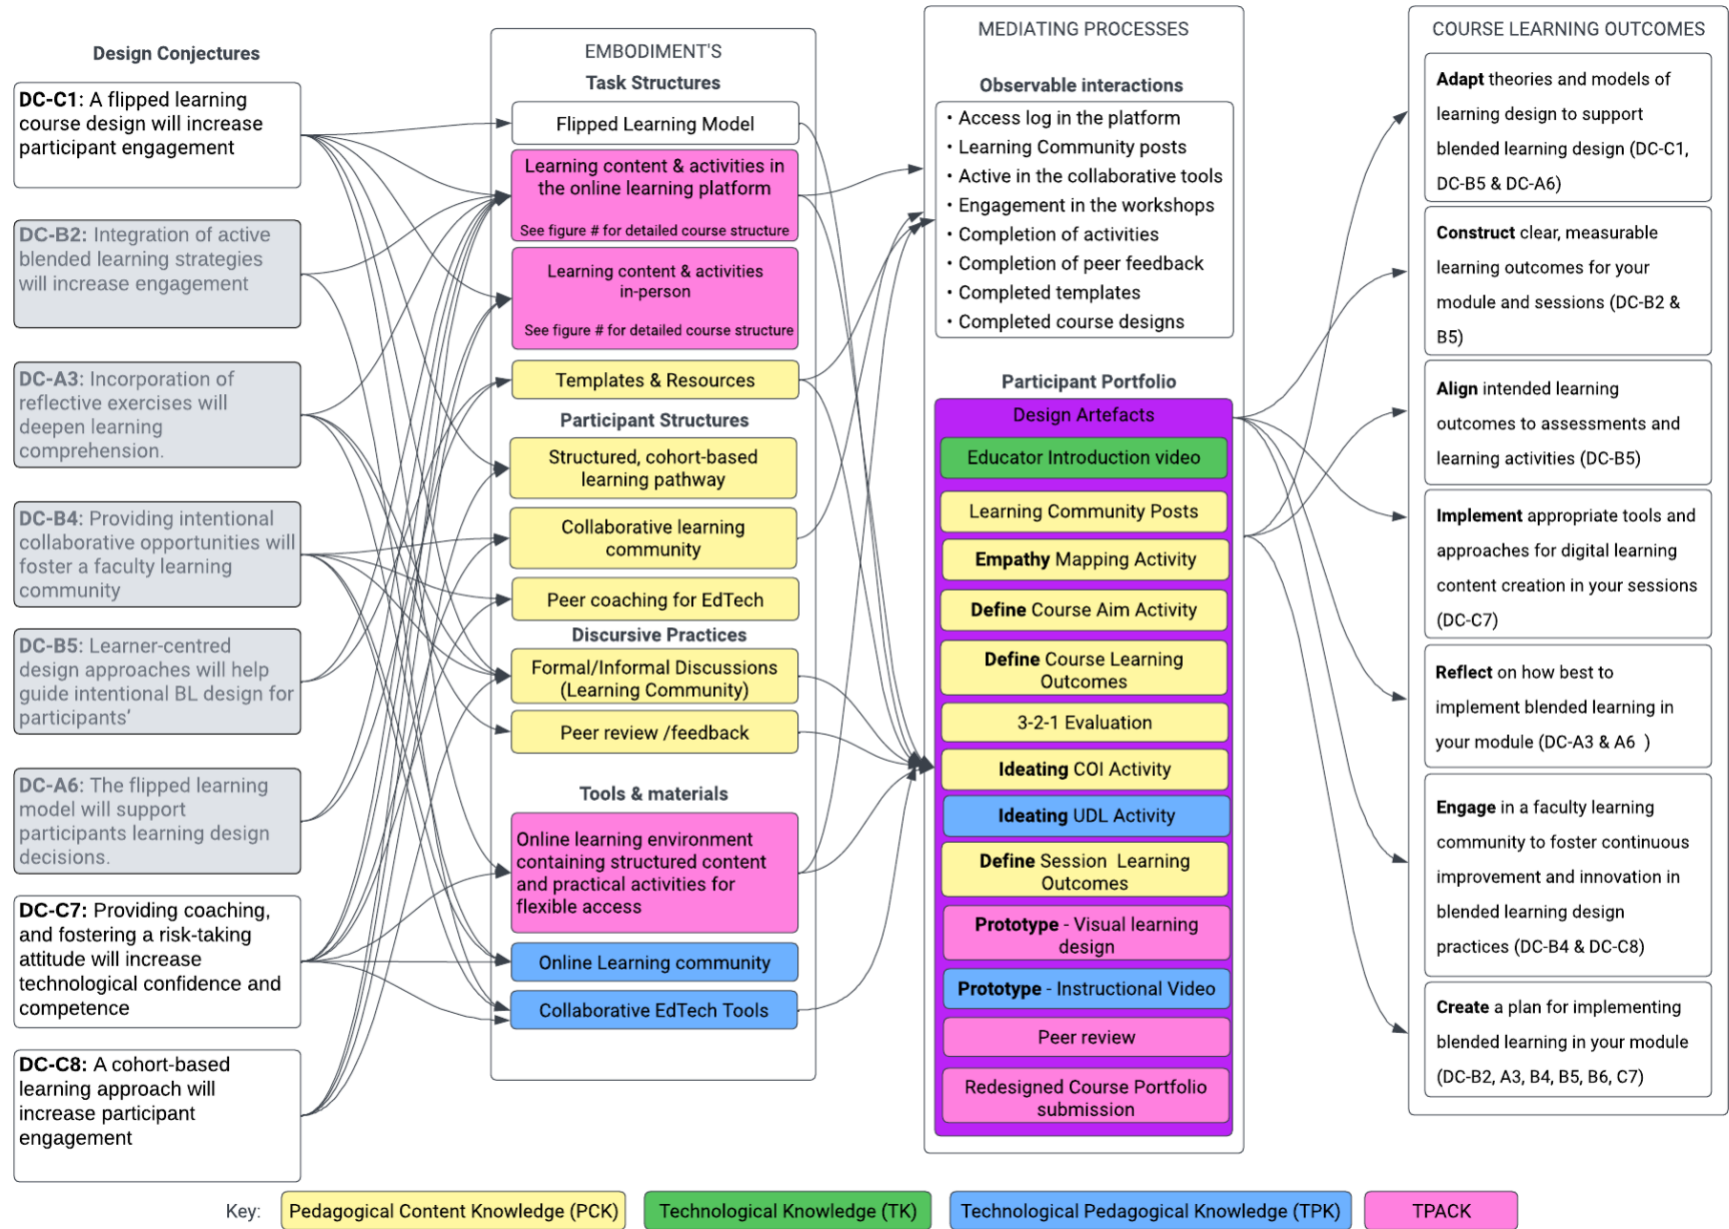 Design Conjectures
DC-C1: A flipped learning
course design will increase
participant engagement
DC-B2: Integration of active
blended learning strategies
will increase engagement
DC-A3: Incorporation of
reflective exercises will
deepen learning
comprehension.
DC-B4: Providing intentional
collaborative opportunities will
foster a faculty learning
community
DC-B5: Learner-centred
design approaches will help
guide intentional BL design for
participants’
DC-A6: The flipped learning
model will support
participants learning design
decisions.
DC-C7: Providing coaching,
and fostering a risk-taking
attitude will increase
technological confidence and
competence
DC-C8: A cohort-based
learning approach will
increase participant
engagement
EMBODIMENT'S
Task Structures
Flipped Learning Model
Learning content & activities in
the online learning platform
See figure # for detailed course structure
Learning content & activities
in-person
See figure # for detailed course structure
Templates & Resources
Participant Structures
Structured, cohort-based
learning pathway
Collaborative learning
community
Peer coaching for EdTech
Discursive Practices
Formal/Informal Discussions
(Learning Community)
Peer review /feedback
Tools & materials
Online learning environment
containing structured content
and practical activities for
flexible access
Online Learning community
Collaborative EdTech Tools
MEDIATING PROCESSES
Observable interactions
• Access log in the platform
• Learning Community posts
• Active in the collaborative tools
• Engagement in the workshops
• Completion of activities
• Completion of peer feedback
• Completed templates
• Completed course designs
Participant Portfolio
Design Artefacts
Educator Introduction video
Learning Community Posts
Empathy Mapping Activity
Define Course Aim Activity
Define Course Learning
Outcomes
3-2-1 Evaluation
Ideating COI Activity
Ideating UDL Activity
Define Session Learning
Outcomes
Prototype - Visual learning
design
Prototype - Instructional Video
Peer review
Redesigned Course Portfolio
submission
COURSE LEARNING OUTCOMES
Adapt theories and models of
learning design to support
blended learning design (DC-C1,
DC-B5 & DC-A6)
Construct clear, measurable
learning outcomes for your
module and sessions (DC-B2 &
B5)
Align intended learning
outcomes to assessments and
learning activities (DC-B5)
Implement appropriate tools and
approaches for digital learning
content creation in your sessions
(DC-C7)
Reflect on how best to
implement blended learning in
your module (DC-A3 & A6 )
Engage in a faculty learning
community to foster continuous
improvement and innovation in
blended learning design
practices (DC-B4 & DC-C8)
Create a plan for implementing
blended learning in your module
(DC-B2, A3, B4, B5, B6, C7)
Key:
Pedagogical Content Knowledge (PCK)
Technological Knowledge (TK)
Technological Pedagogical Knowledge (TPK)
TPACK